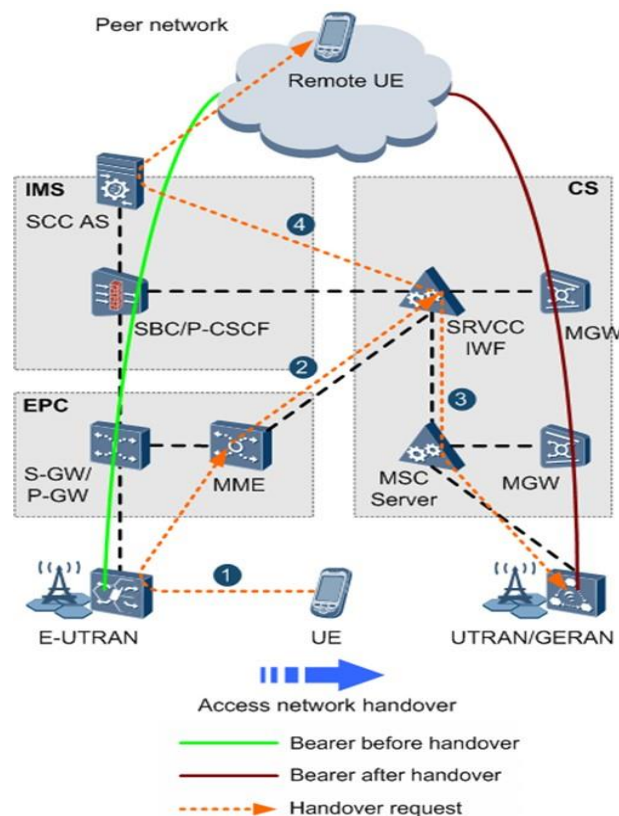 Peer network
Remote UE
IMS
CS
SCC AS
4
SBC/P-CSCF
SRVCC
IWF
MGW
2
EPC
3
S-GW/
P-GW
MME
MSC
Server
MGW
1
E-UTRAN
UE
UTRAN/GERAN
Access network handover
Bearer before handover
Bearer after handover
Handover request